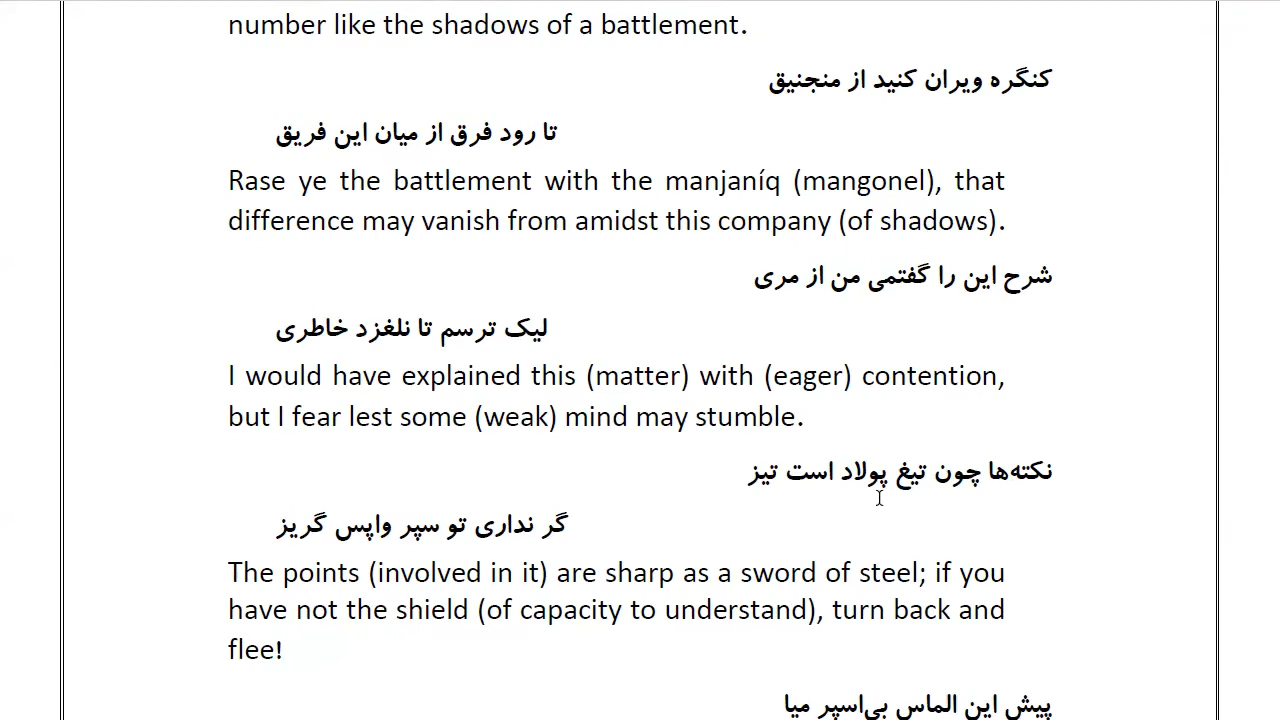 number like the shadows of a battlement.
کنگره ویران کنید از منجنیق
تا رود فرق از میان این فریق
Rase ye the battlement with the manjaníq (mangonel), that
difference may vanish from amidst this company (of shadows).
شرح این را گفتمی من از مری
لیک ترسم تا نلغزد خاطری
I would have explained this (matter) with (eager) contention,
but I fear lest some (weak) mind may stumble.
نکته‌ها چون تیغ پولاد است تیز
گر نداری تو سپر واپس گریز
The points (involved in it) are sharp as a sword of steel; if you
have not the shield (of capacity to understand), turn back and
flee!
پیش این الماس بی‌اسپر میا